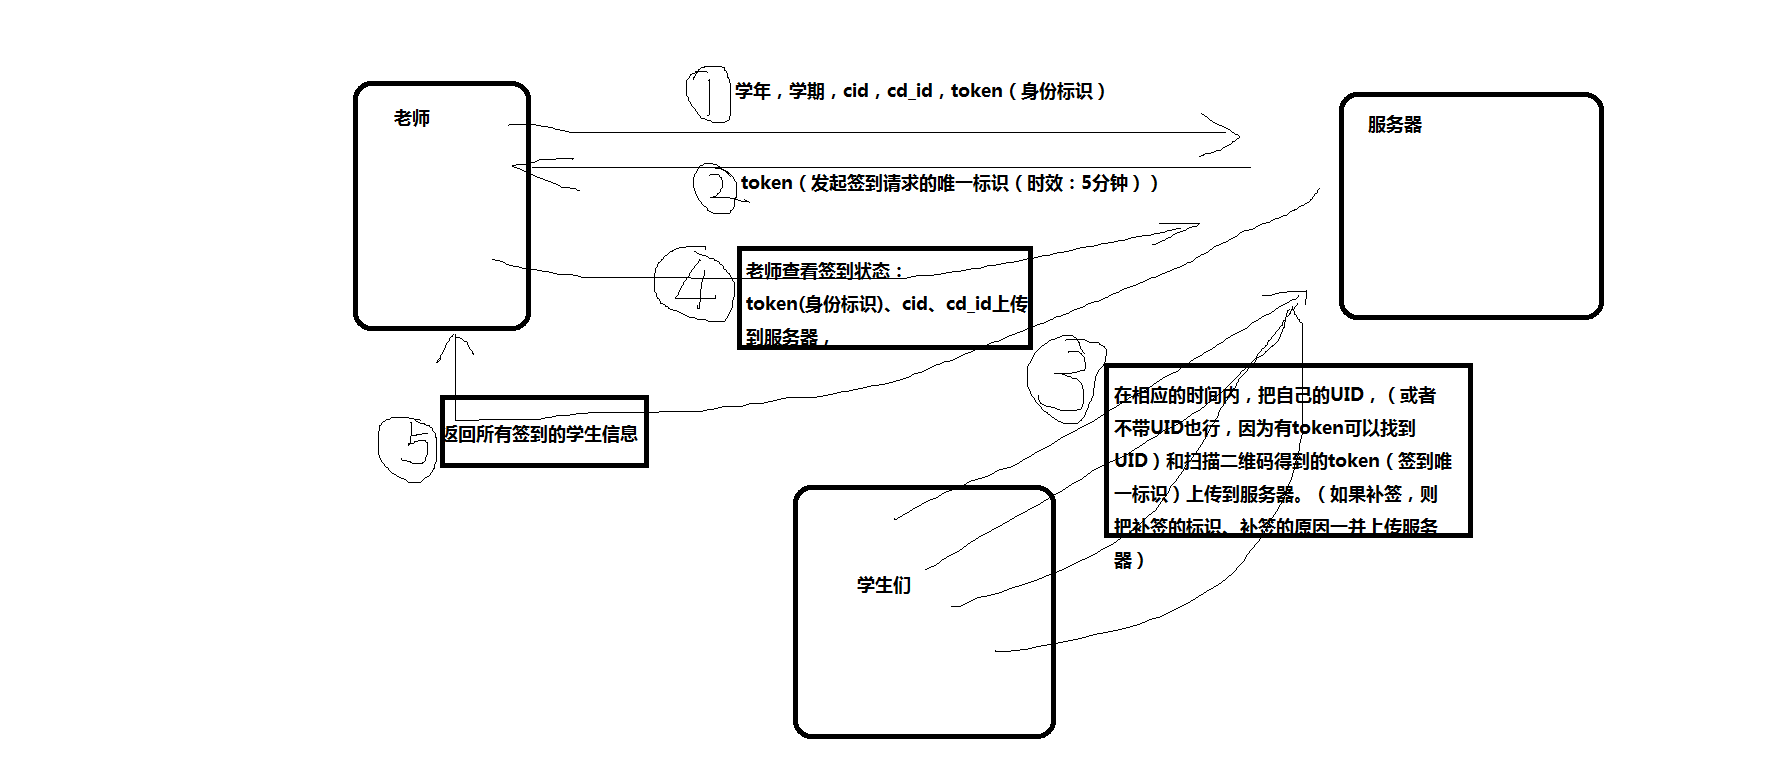 ①学年，学期，cid，cd_id，token（身份标识）
老师
服务器
②token（发起签到请求的唯一标识（时效：5分钟））
④
老师查看签到状态：
token(身份标识)、cid、cd_id上传
到服务器，
③
在相应的时间内，把自己的UID，（或者
不带UID也行，因为有token可以找到
UID）和扫描二维码得到的token（签到唯
一标识）上传到服务器。（如果补签，则
把补签的标识、补签的原因一并上传服务
器）
⑤
返回所有签到的学生信息
学生们